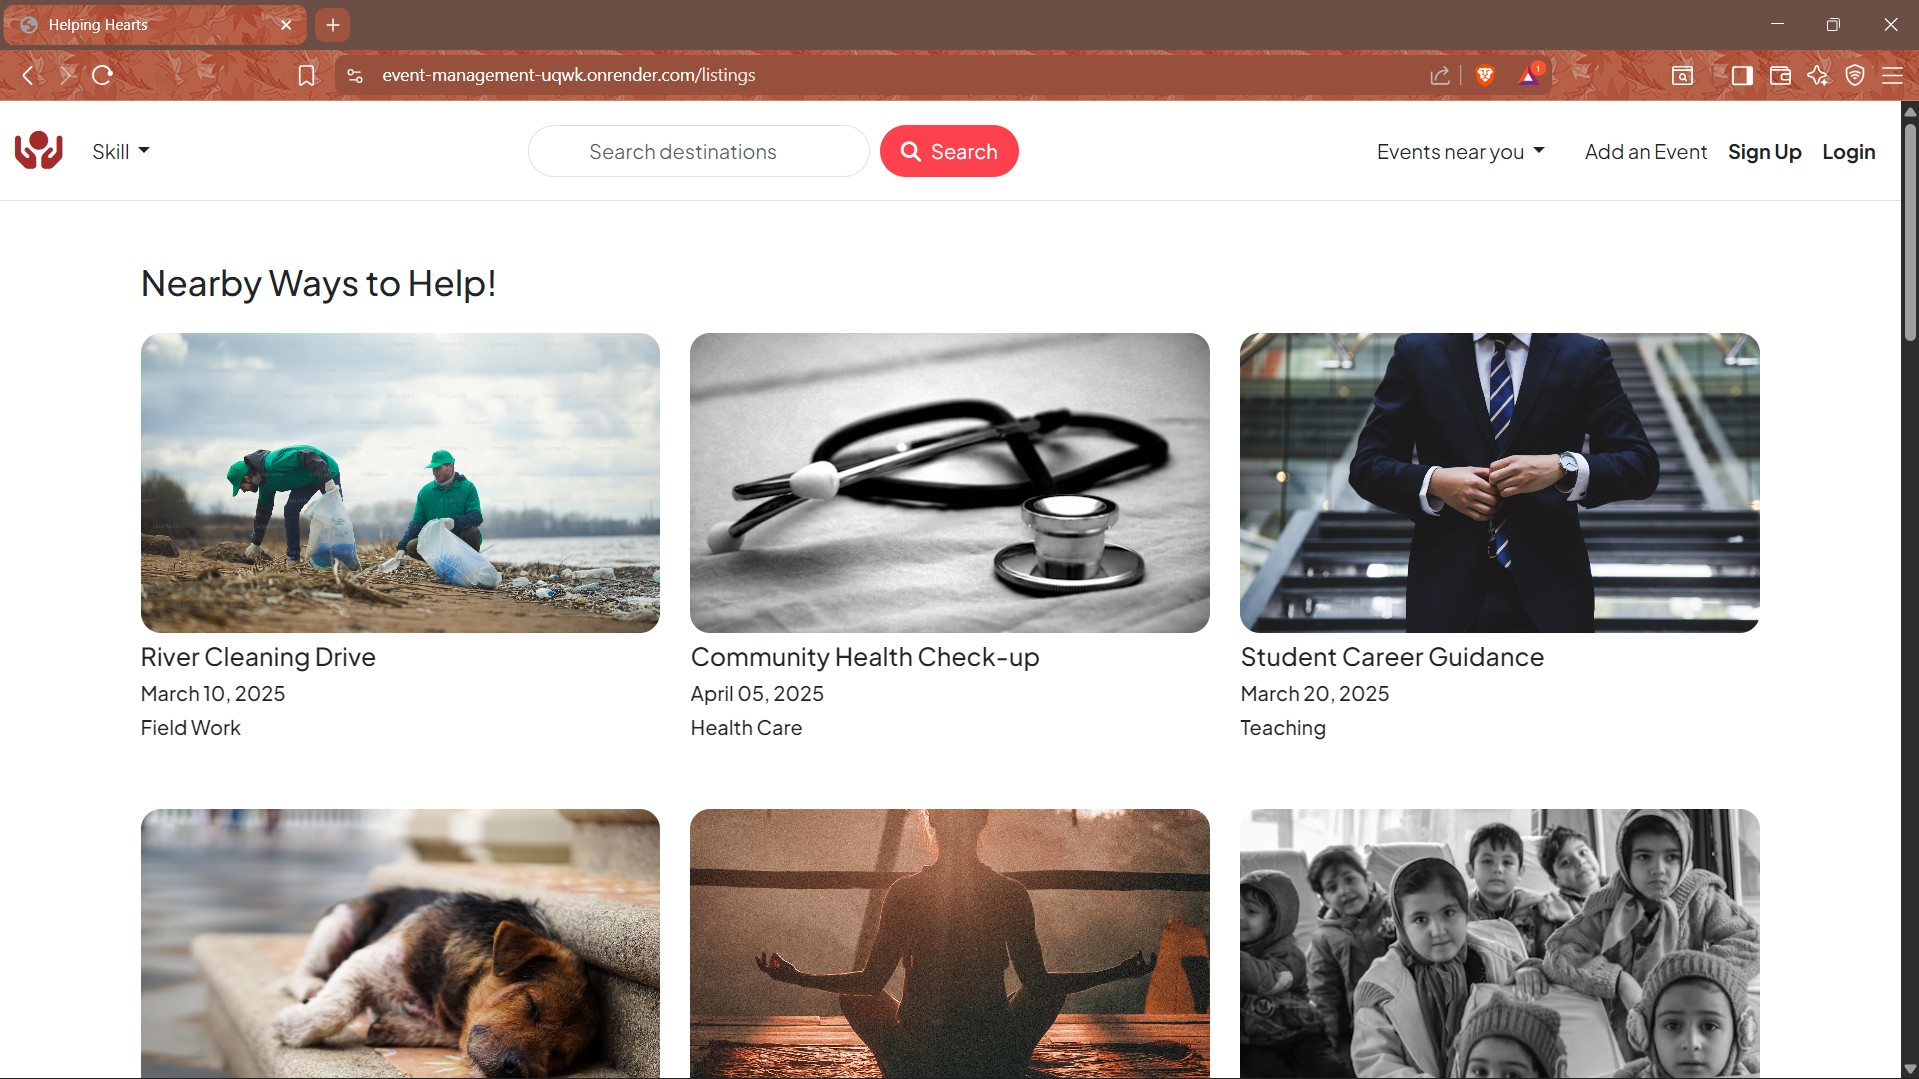 Helping Hearts
event-management-uqwk.onrender.com/listings
1
Skill
Search destinations
Search
Events near you
Add an Event
Sign Up
Login
Nearby Ways to Help!
River Cleaning Drive
March 10, 2025
Field Work
Community Health Check-up
April 05, 2025
Health Care
Student Career Guidance
March 20, 2025
Teaching